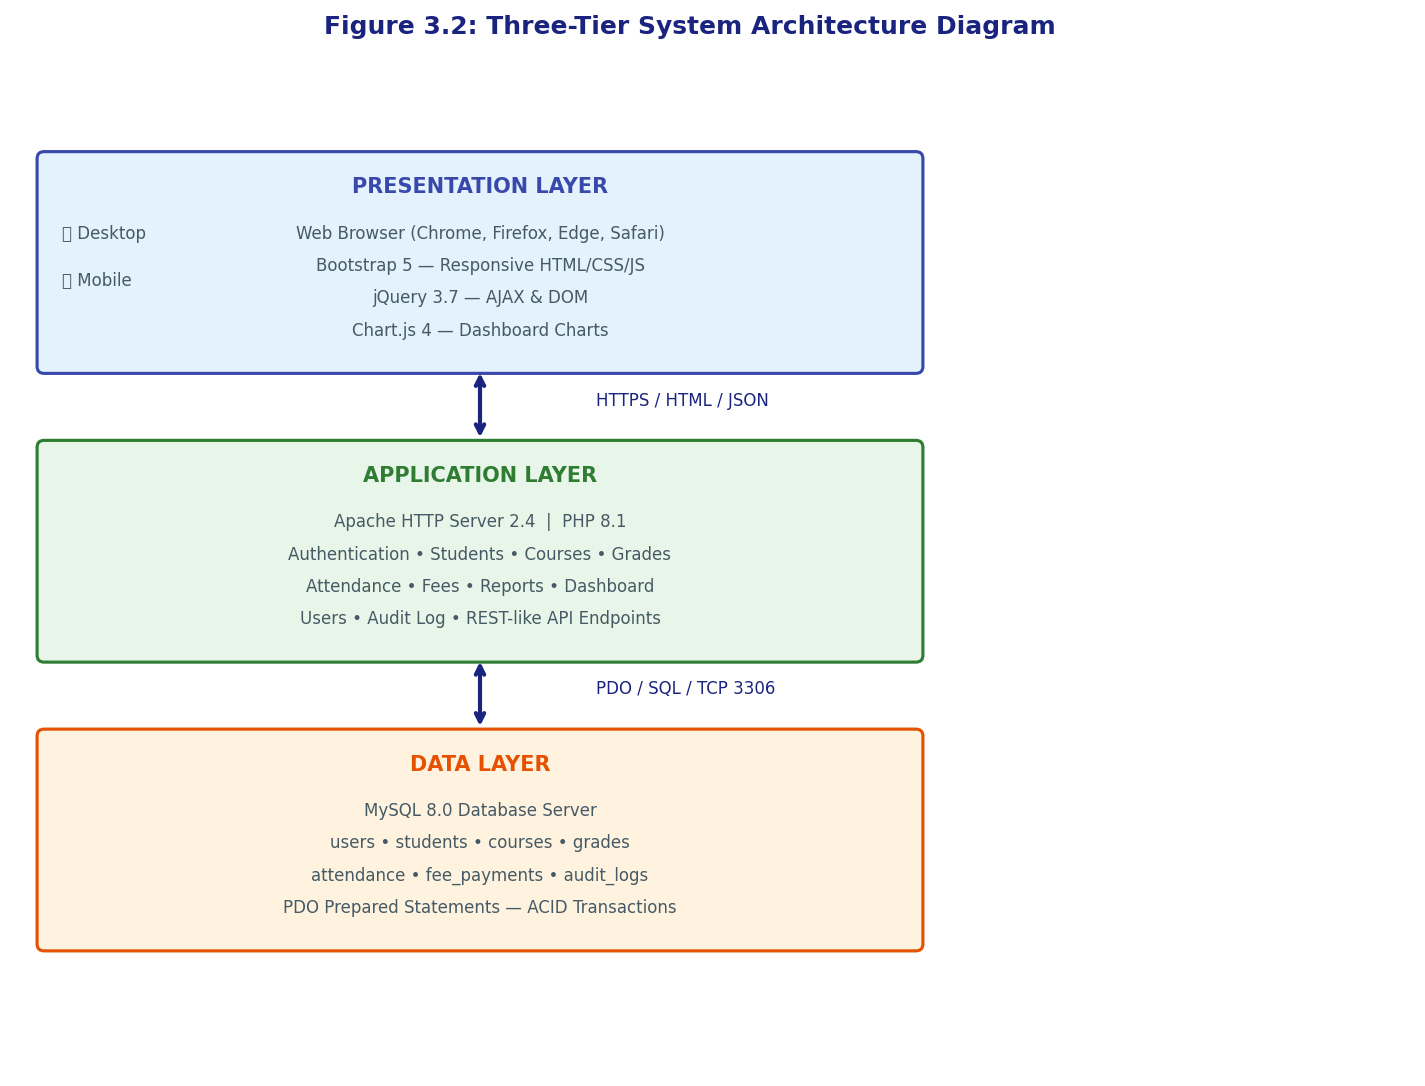 Figure 3.2: Three-Tier System Architecture Diagram
PRESENTATION LAYER
Desktop
Web Browser (Chrome, Firefox, Edge, Safari)
Bootstrap 5 — Responsive HTML/CSS/JS
Mobile
jQuery 3.7 — AJAX & DOM
Chart.js 4 — Dashboard Charts
HTTPS / HTML / JSON
APPLICATION LAYER
Apache HTTP Server 2.4 | PHP 8.1
Authentication • Students • Courses • Grades
Attendance • Fees • Reports • Dashboard
Users • Audit Log • REST-like API Endpoints
PDO / SQL / TCP 3306
DATA LAYER
MySQL 8.0 Database Server
users • students • courses • grades
attendance • fee_payments • audit_logs
PDO Prepared Statements — ACID Transactions